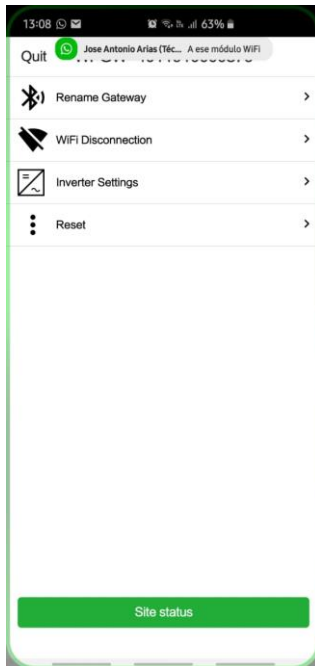 13:08 63%
Jose Antonio Arias (Téc... A ese módulo WiFi
Quit
Rename Gateway
WiFi Disconnection
Inverter Settings
Reset
Site status